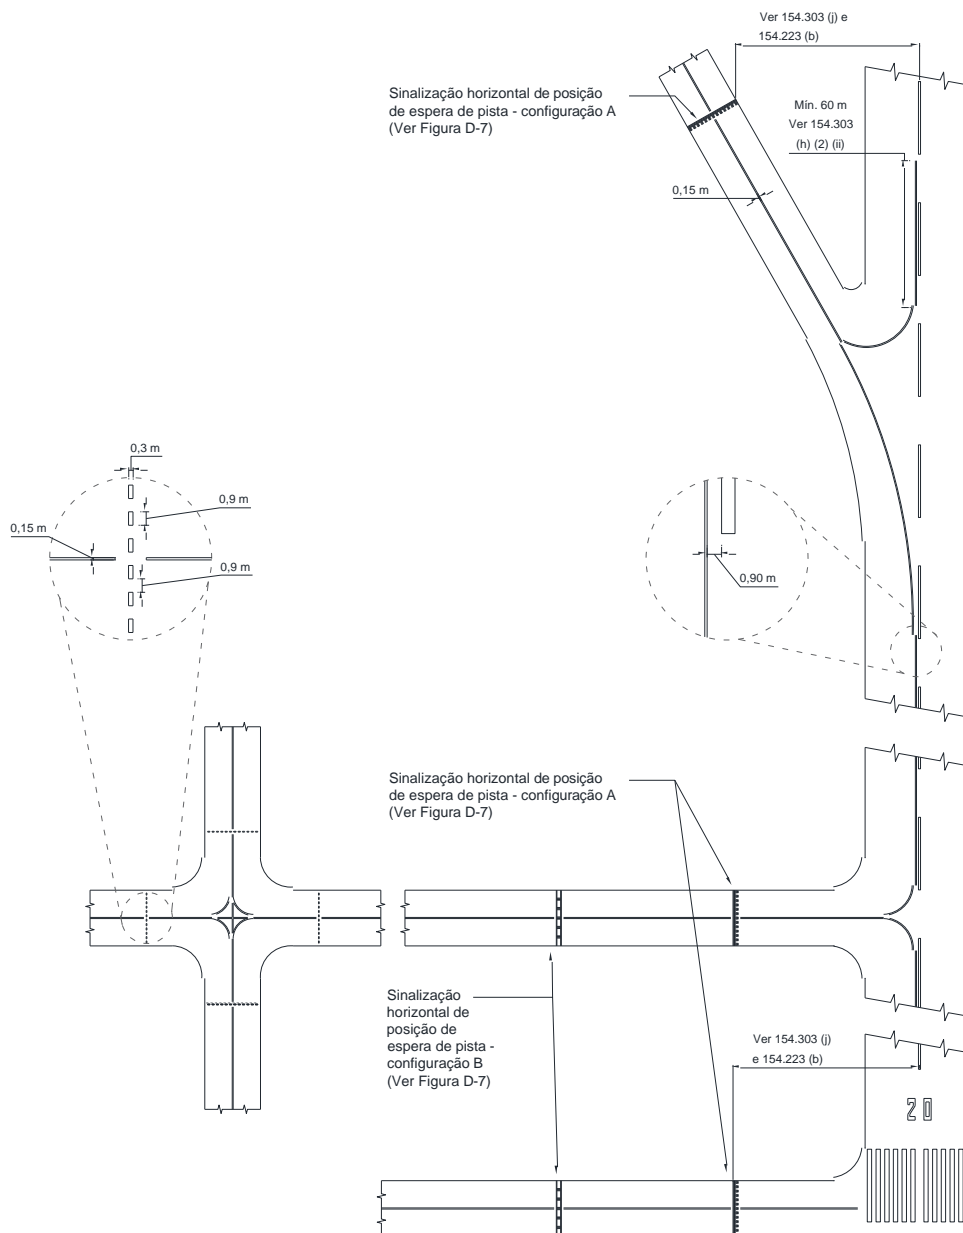 Ver 154.303 (j) e
154.223 (b)
Sinalização horizontal de posição
de espera de pista - configuração A
(Ver Figura D-7)
Mín. 60 m
Ver 154.303
(h) (2) (ii)
0,15 m
0,3 m
0,9 m
0,15 m
0,9 m
0,90 m
Sinalização horizontal de posição
de espera de pista - configuração A
(Ver Figura D-7)
Sinalização
horizontal de
posição de
espera de pista -
configuração B
(Ver Figura D-7)
Ver 154.303 (j)
e 154.223 (b)
20